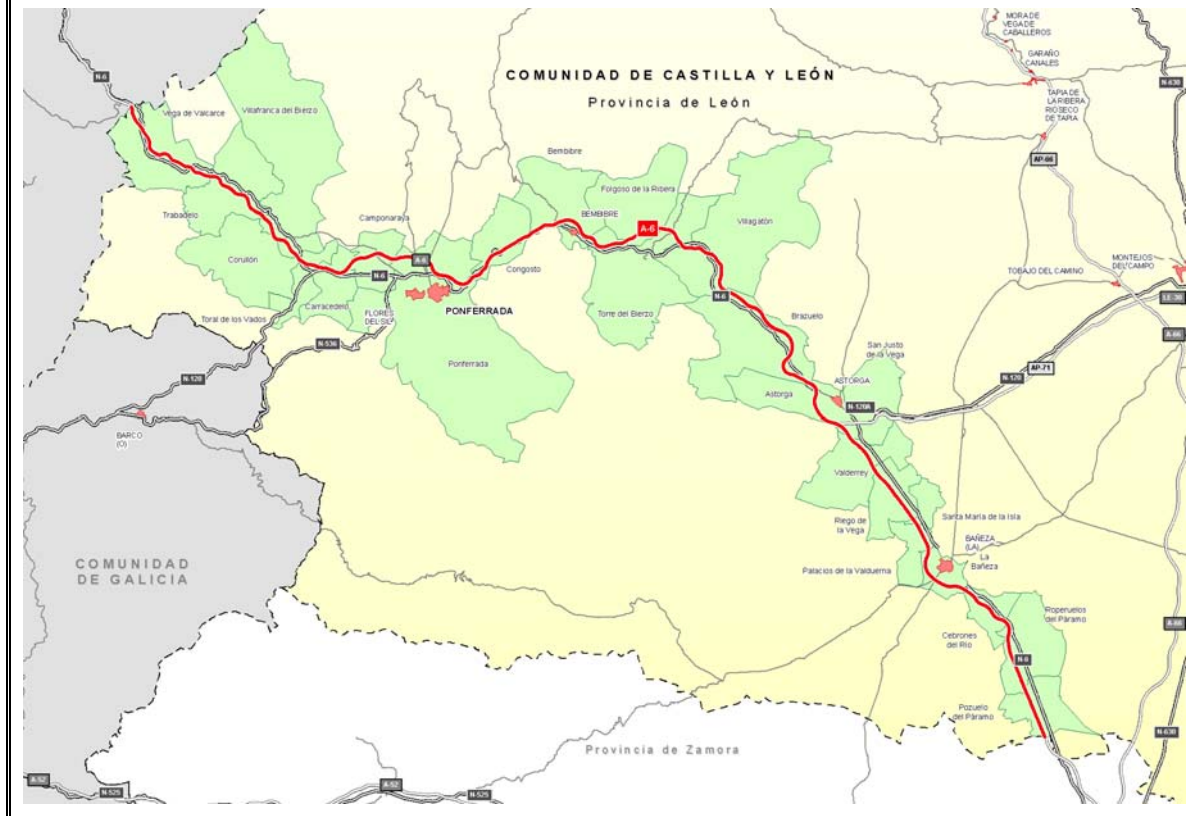 MORA DE
VEGA DE
CABALLEROS
N-6
GARAÑO
CANALES
N-630
COMUNIDAD DE CASTILLA Y LEÓN
Provincia de León
TAPIA DE
LA RIBERA
RIOSECO
DE TAPIA
Vega de Valcarce
Villafranca del Bierzo
Bembibre
AP-66
Folgoso de la Ribera
Trabadelo
Camponaraya
BEMBIBRE
A-6
Villagatón
Corullón
A-6
MONTEJOS
DEL CAMPO
N-6
Congosto
TOBAJO DEL CAMINO
N-6
LE-30
Carracedelo
FLORES
DEL SIL
PONFERRADA
Torre del Bierzo
Brazuelo
Toral de los Vados
N-536
San Justo
de la Vega
A-66
Ponferrada
AP-71
N-120
N-120
ASTORGA
Astorga
N-120A
BARCO
(O)
Valderrey
Riego de
la Vega
Santa María de la Isla
BAÑEZA
(LA)
La
Bañeza
COMUNIDAD
DE GALICIA
Palacios de la Valduerna
Roperuelos
del Páramo
A-66
Cebrones
del Río
N-6
Pozuelo
del Páramo
N-630
Provincia de Zamora
A-52
A-52
N-525
N-525